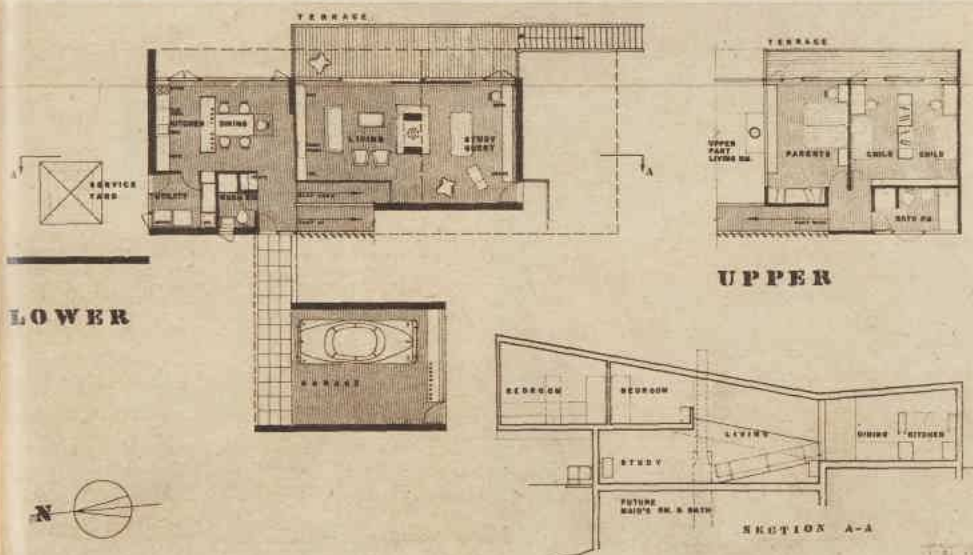 TERRACE
KITCHEN DINING
LIVING
STUDY
GUEST
A
A
SERVICE
YARD
UTILITY
LOWER
GARAGE
N
TERRACE
UPPER
PART
LIVING RM.
PARENTS
CHILD CHILD
BATH RM.
UPPER
BEDROOM
BEDROOM
LIVING
DINING
KITCHEN
STUDY
FUTURE
MAID'S RM. & BATH
SECTION A-A